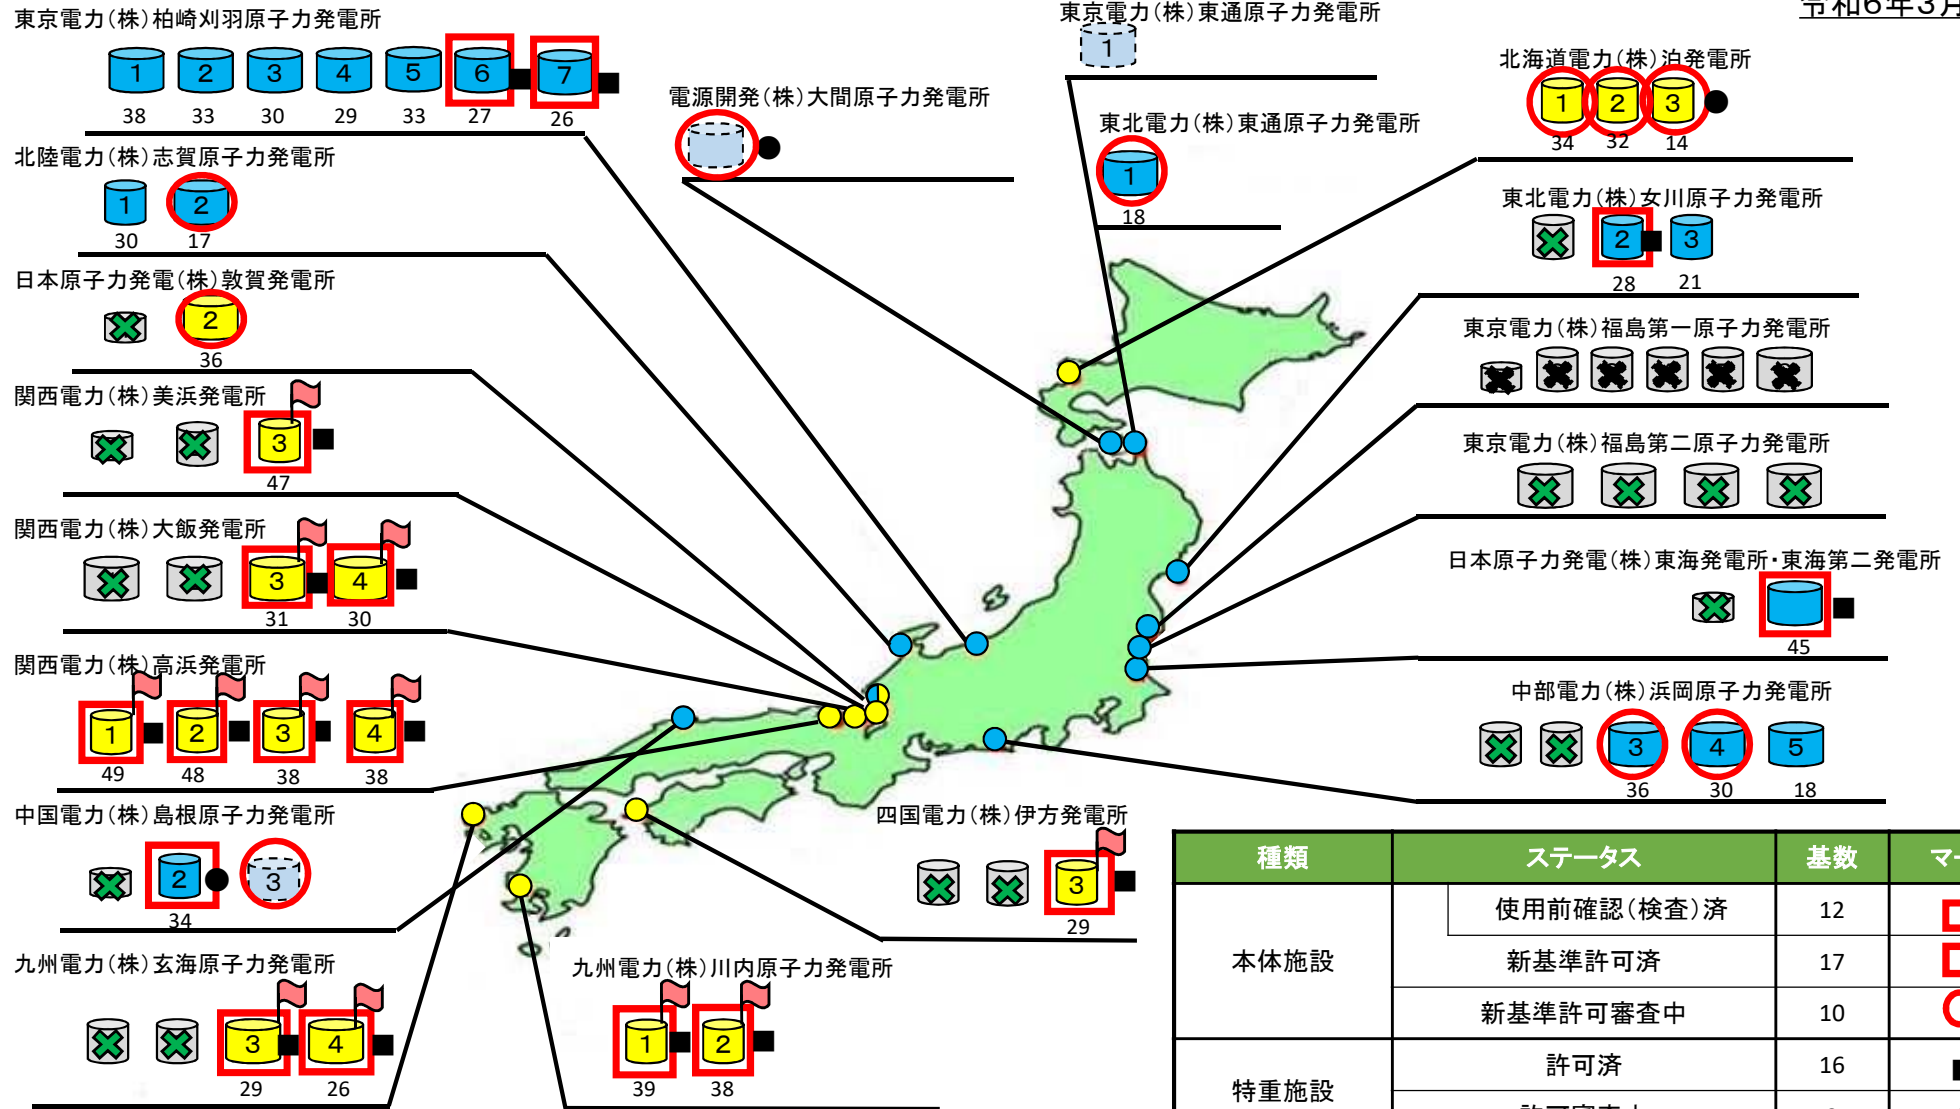 令和6年3月
東京電力(株)柏崎刈羽原子力発電所
1 2 3 4 5 6 7
38 33 30 29 33 27 26
北陸電力(株)志賀原子力発電所
1 2
30 17
日本原子力発電(株)敦賀発電所
2
36
関西電力(株)美浜発電所
3
47
関西電力(株)大飯発電所
3 4
31 30
関西電力(株)高浜発電所
1 2 3 4
49 48 38 38
中国電力(株)島根原子力発電所
2 3
34
九州電力(株)玄海原子力発電所
3 4
29 26
九州電力(株)川内原子力発電所
1 2
39 38
四国電力(株)伊方発電所
3
29
電源開発(株)大間原子力発電所
東京電力(株)東通原子力発電所
1
東北電力(株)東通原子力発電所
1
18
北海道電力(株)泊発電所
1 2 3
34 32 14
東北電力(株)女川原子力発電所
2 3
28 21
東京電力(株)福島第一原子力発電所
東京電力(株)福島第二原子力発電所
日本原子力発電(株)東海発電所・東海第二発電所
45
中部電力(株)浜岡原子力発電所
3 4 5
36 30 18
種類 ステータス 基数
本体施設 使用前確認(検査)済 12
新基準許可済 17
新基準許可審査中 10
特重施設 許可済 16